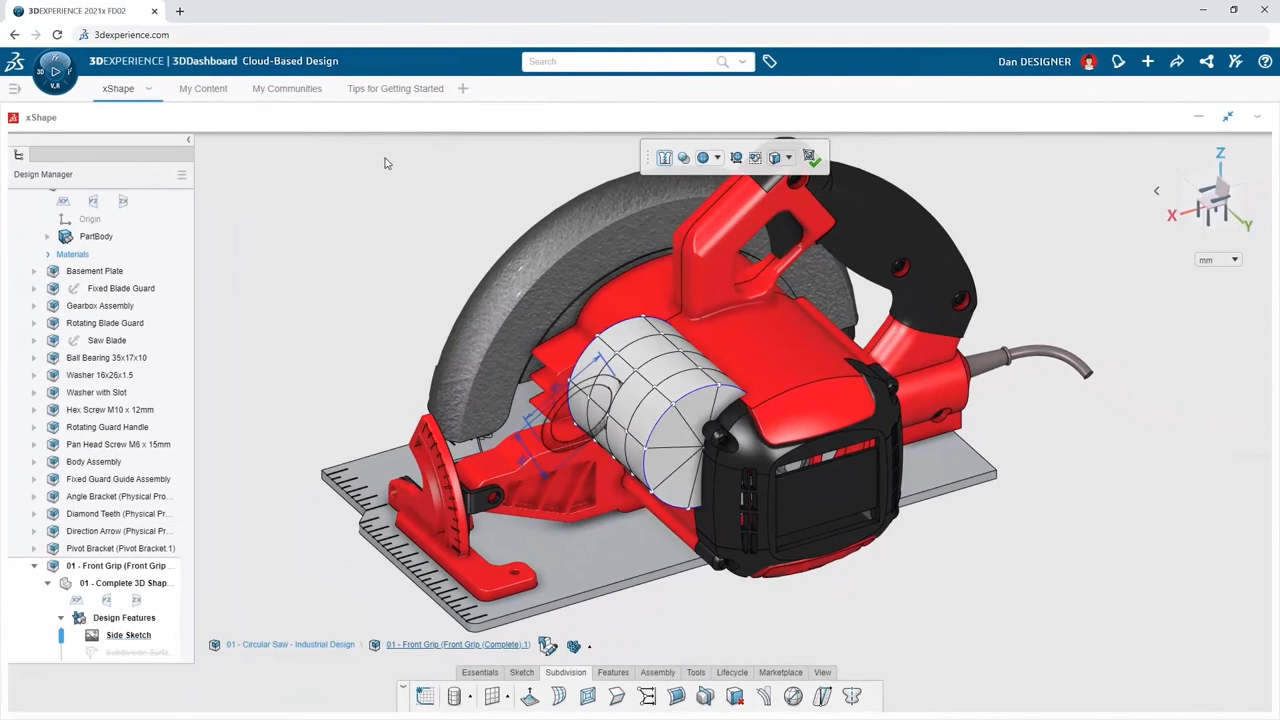 3DEXPERIENCE 2021x FD02
3dexperience.com
3DEXPERIENCE | 3DDashboard Cloud-Based Design
Search
Dan DESIGNER
3D
V.R
xShape
My Content
My Communities
Tips for Getting Started
xShape
Design Manager
Origin
PartBody
Materials
Basement Plate
Fixed Blade Guard
Gearbox Assembly
Rotating Blade Guard
Saw Blade
Ball Bearing 35x17x10
Washer 16x26x1.5
Washer with Slot
Hex Screw M10 x 12mm
Rotating Guard Handle
Pan Head Screw M6 x 15mm
Body Assembly
Fixed Guard Guide Assembly
Angle Bracket (Physical Pro...
Diamond Teeth (Physical Pr...
Direction Arrow (Physical Pr...
Pivot Bracket (Pivot Bracket.1)
01 - Front Grip (Front Grip ...
01 - Complete 3D Shap...
Design Features
Side Sketch
Subdivision Surfa...
Z
X
Y
mm
01 - Circular Saw - Industrial Design \ 01 - Front Grip (Front Grip (Complete).1)
Essentials
Sketch
Subdivision
Features
Assembly
Tools
Lifecycle
Marketplace
View